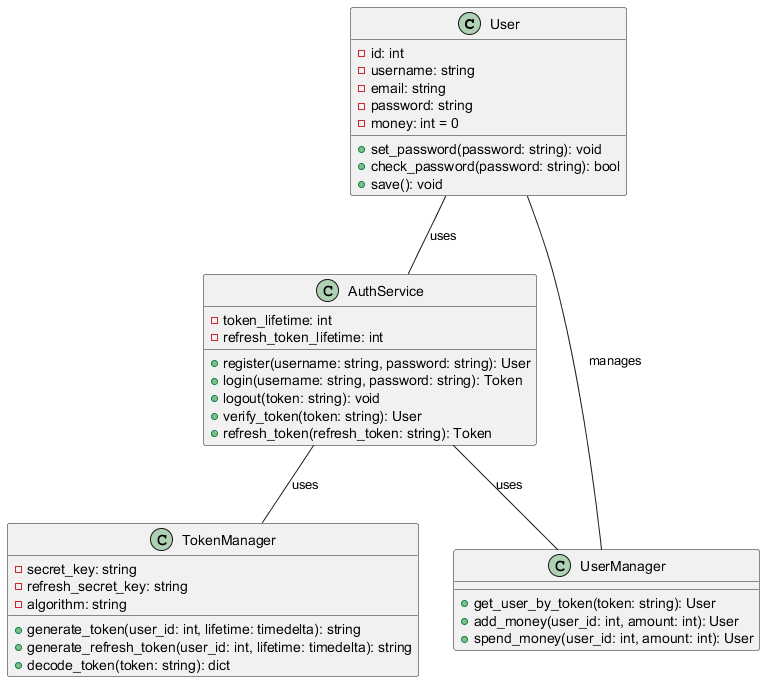 C User
id: int
username: string
email: string
password: string
money: int = 0
set_password(password: string): void
check_password(password: string): bool
save(): void
uses
C AuthService
token_lifetime: int
refresh_token_lifetime: int
register(username: string, password: string): User
login(username: string, password: string): Token
logout(token: string): void
verify_token(token: string): User
refresh_token(refresh_token: string): Token
manages
uses
uses
C TokenManager
secret_key: string
refresh_secret_key: string
algorithm: string
generate_token(user_id: int, lifetime: timedelta): string
generate_refresh_token(user_id: int, lifetime: timedelta): string
decode_token(token: string): dict
C UserManager
get_user_by_token(token: string): User
add_money(user_id: int, amount: int): User
spend_money(user_id: int, amount: int): User